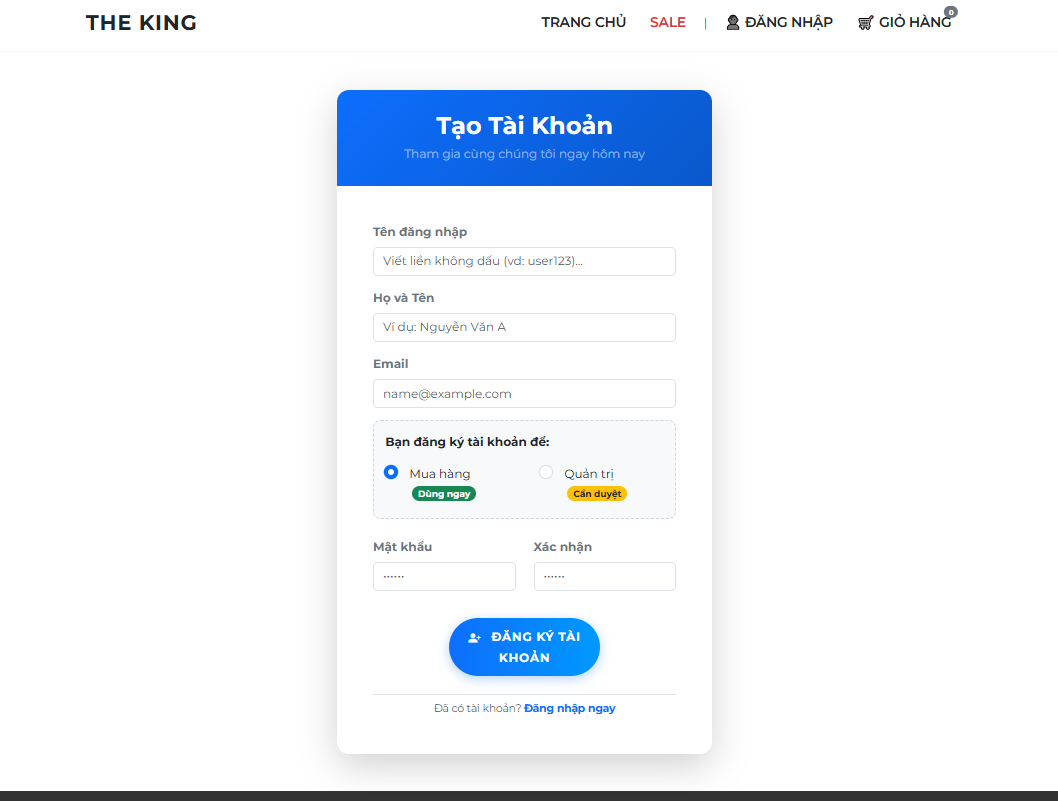 THE KING
TRANG CHỦ SALE | ĐĂNG NHẬP GIỎ HÀNG 0
Tạo Tài Khoản
Tham gia cùng chúng tôi ngay hôm nay
Tên đăng nhập
Viết liền không dấu (vd: user123)...
Họ và Tên
Ví dụ: Nguyễn Văn A
Email
name@example.com
Bạn đăng ký tài khoản để:
Mua hàng Quản trị
Dùng ngay Cần duyệt
Mật khẩu Xác nhận
•••••• ••••••
ĐĂNG KÝ TÀI
KHOẢN
Đã có tài khoản? Đăng nhập ngay